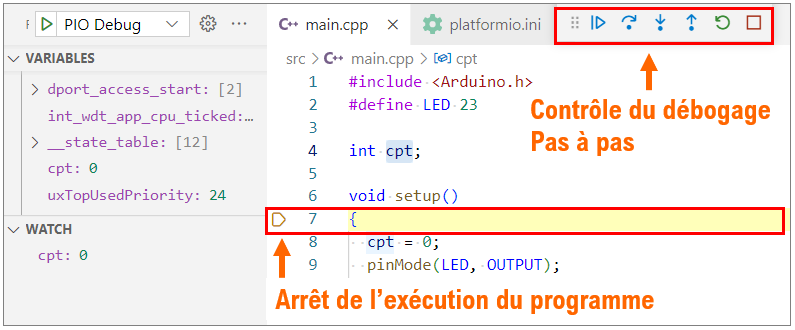 F PIO Debug
VARIABLES
dport_access_start: [2]
int_wdt_app_cpu_ticked:…
__state_table: [12]
cpt: 0
uxTopUsedPriority: 24
WATCH
cpt: 0
main.cpp
platformio.ini
src > main.cpp > cpt
1 #include <Arduino.h>
2 #define LED 23
3
4 int cpt;
5
6 void setup()
7 {
8 cpt = 0;
9 pinMode(LED, OUTPUT);
Contrôle du débogage
Pas à pas
Arrêt de l'exécution du programme